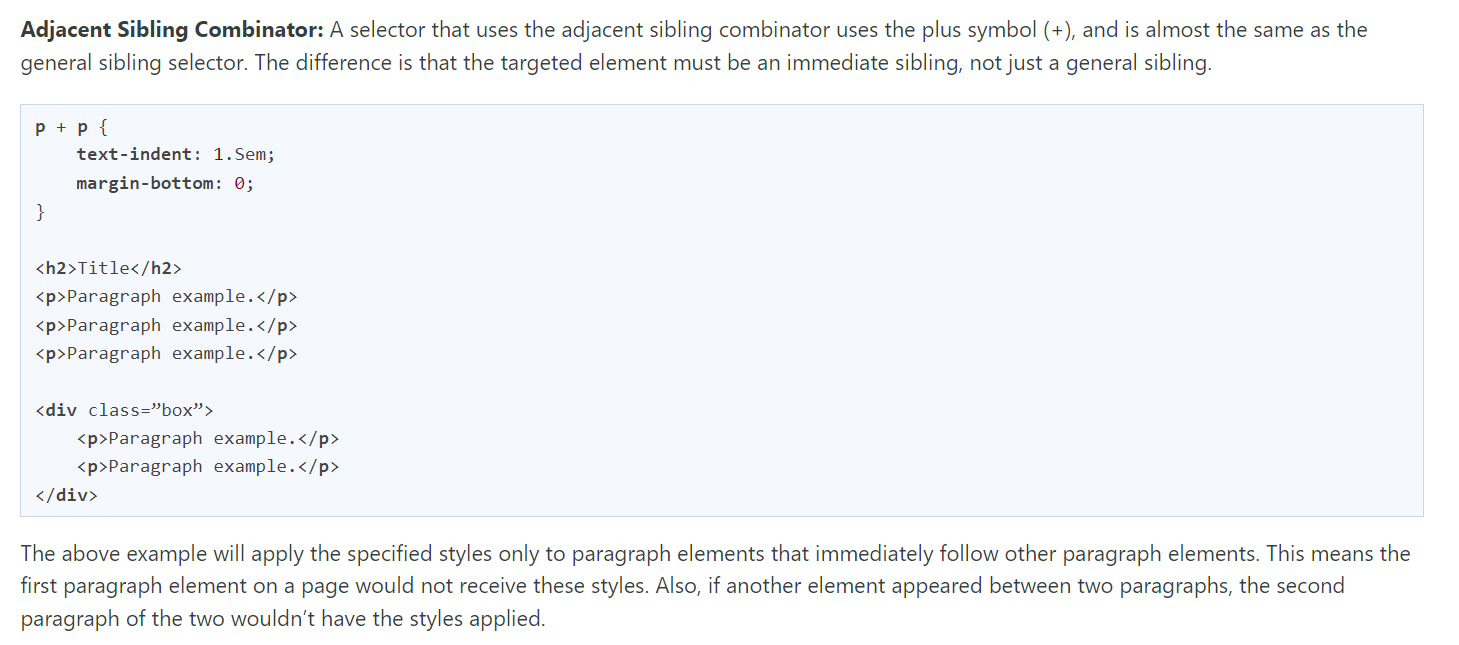 Adjacent Sibling Combinator: A selector that uses the adjacent sibling combinator uses the plus symbol (+), and is almost the same as the
general sibling selector. The difference is that the targeted element must be an immediate sibling, not just a general sibling.
p + p {
    text-indent: 1.Sem;
    margin-bottom: 0;
}
<h2>Title</h2>
<p>Paragraph example.</p>
<p>Paragraph example.</p>
<p>Paragraph example.</p>
<div class=”box”>
    <p>Paragraph example.</p>
    <p>Paragraph example.</p>
</div>
The above example will apply the specified styles only to paragraph elements that immediately follow other paragraph elements. This means the
first paragraph element on a page would not receive these styles. Also, if another element appeared between two paragraphs, the second
paragraph of the two wouldn’t have the styles applied.